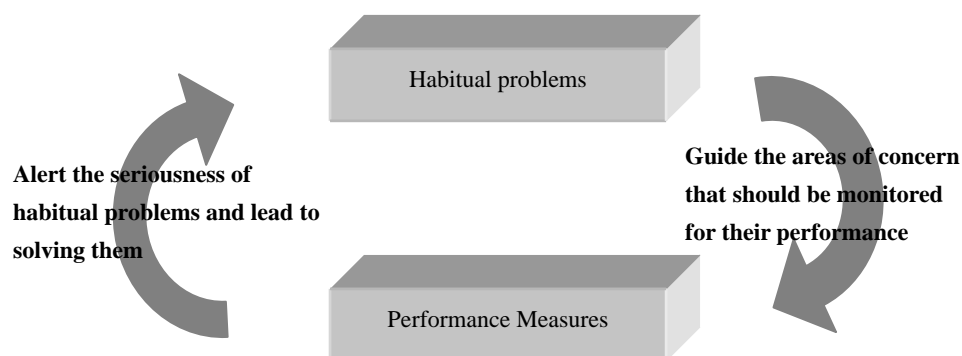 Habitual problems
Alert the seriousness of
habitual problems and lead to
solving them
Guide the areas of concern
that should be monitored
for their performance
Performance Measures